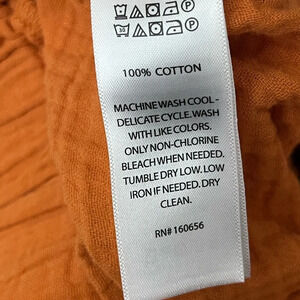 100% COTTON
MACHINE WASH COOL -
DELICATE CYCLE. WASH
WITH LIKE COLORS.
ONLY NON-CHLORINE
BLEACH WHEN NEEDED.
TUMBLE DRY LOW. LOW
IRON IF NEEDED. DRY
CLEAN.
RN# 160656